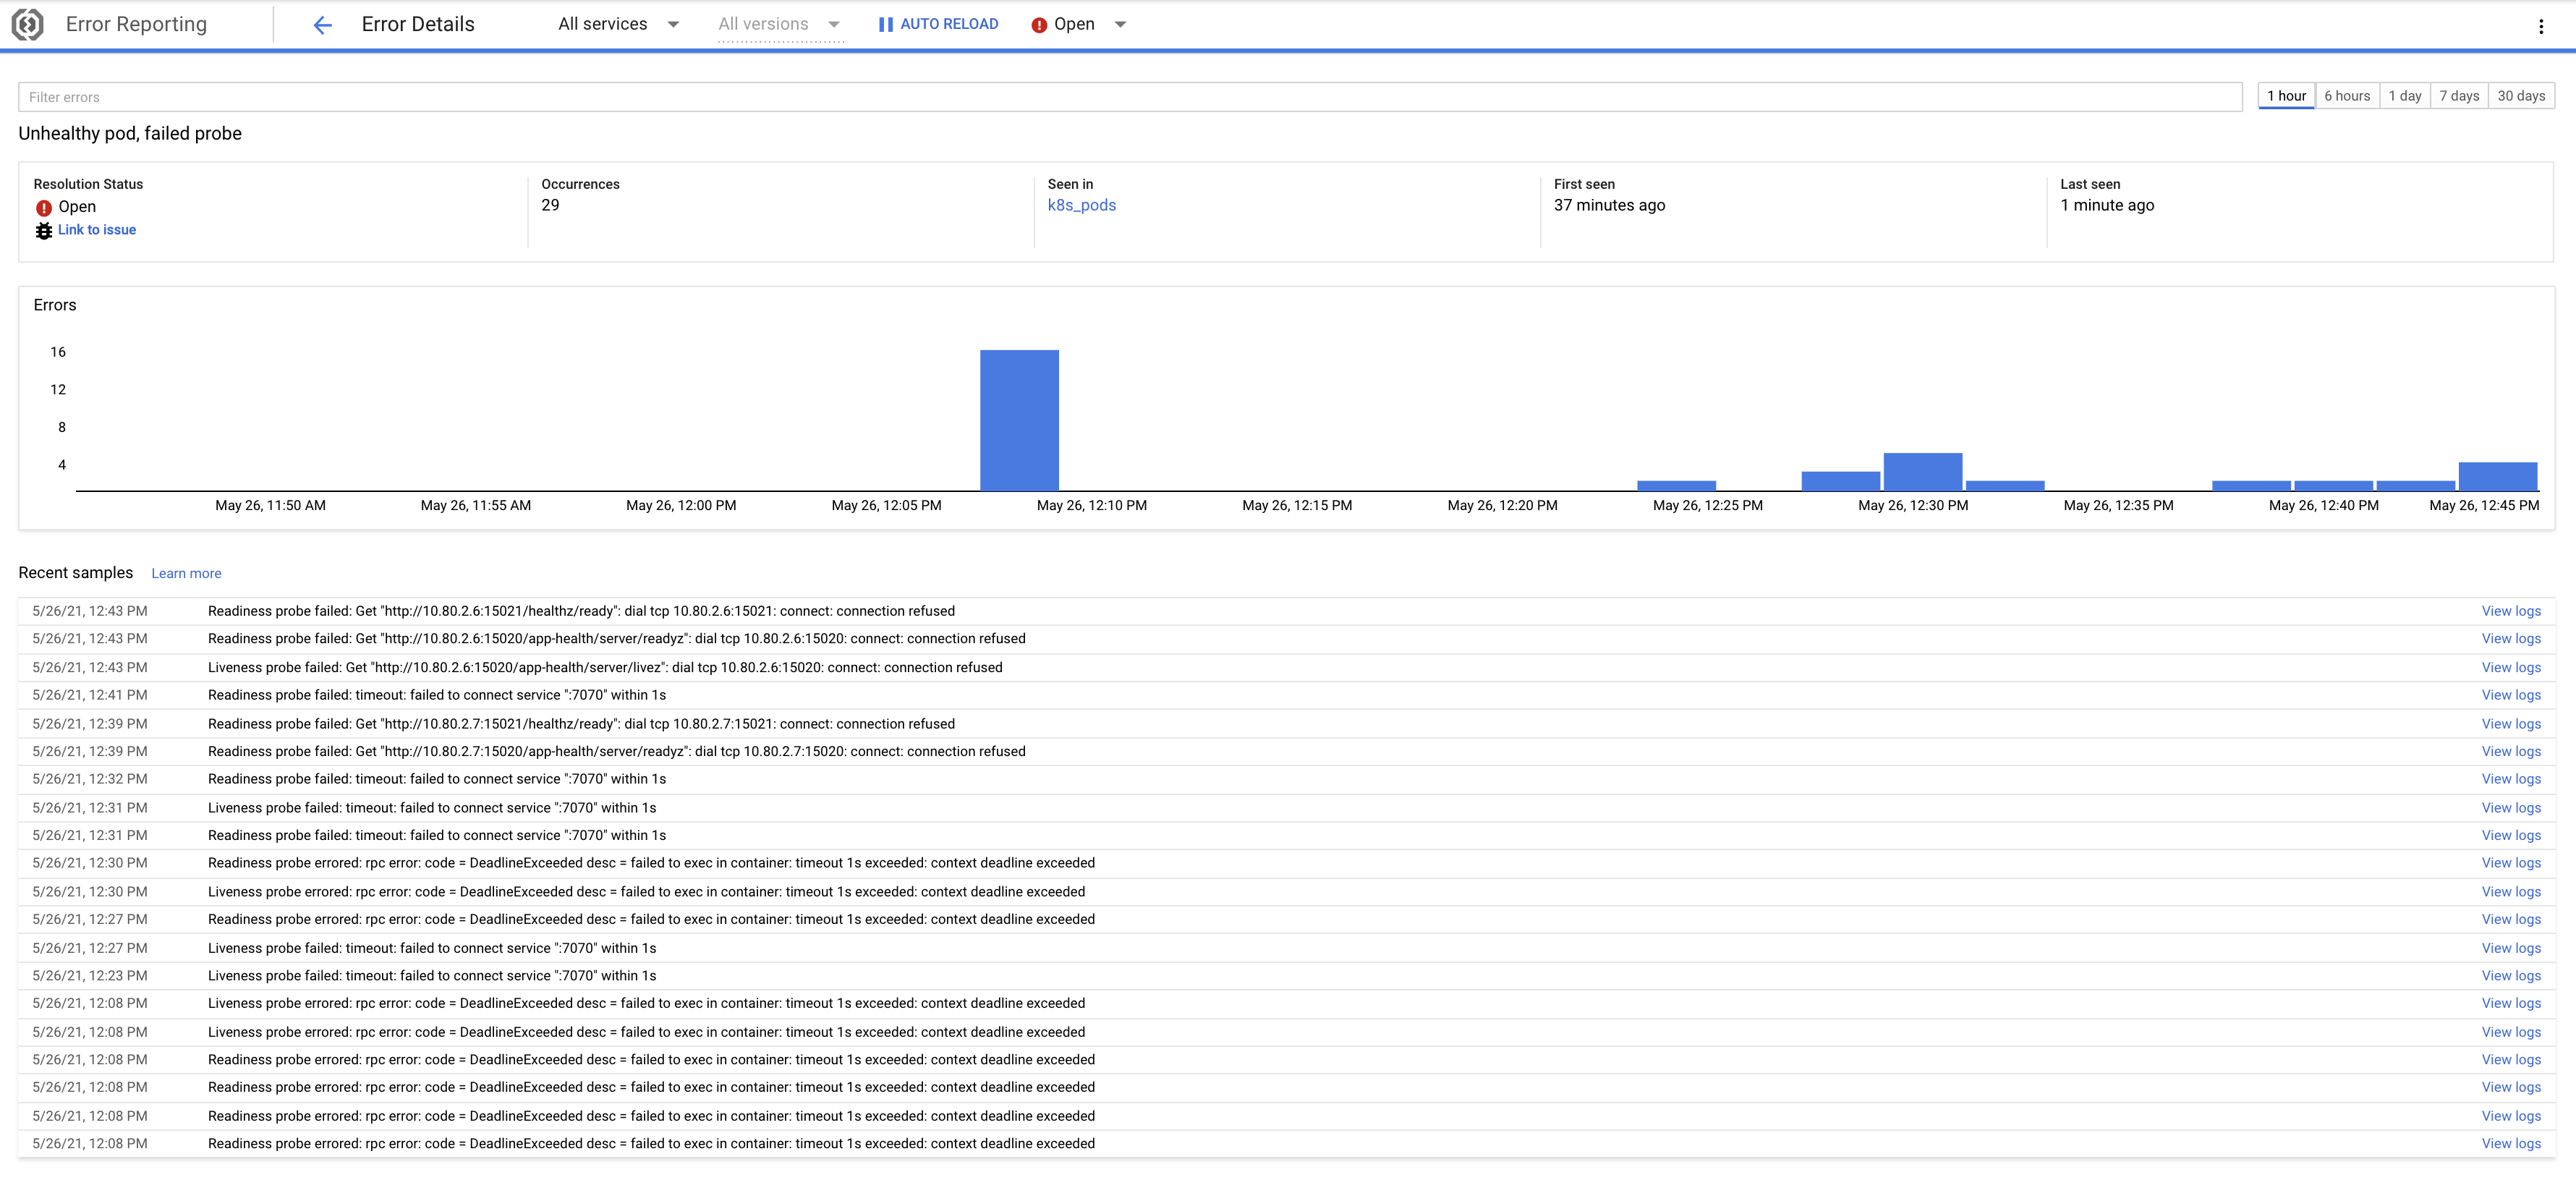 Error Reporting Error Details All services All versions AUTO RELOAD Open
Filter errors 1 hour 6 hours 1 day 7 days 30 days
Unhealthy pod, failed probe
Resolution Status Occurrences Seen in First seen Last seen
Open 29 k8s_pods 37 minutes ago 1 minute ago
Link to issue
Errors
16
12
8
4
May 26, 11:50 AM May 26, 11:55 AM May 26, 12:00 PM May 26, 12:05 PM May 26, 12:10 PM May 26, 12:15 PM May 26, 12:20 PM May 26, 12:25 PM May 26, 12:30 PM May 26, 12:35 PM May 26, 12:40 PM May 26, 12:45 PM
Recent samples Learn more
5/26/21, 12:43 PM Readiness probe failed: Get "http://10.80.2.6:15021/healthz/ready": dial tcp 10.80.2.6:15021: connect: connection refused View logs
5/26/21, 12:43 PM Readiness probe failed: Get "http://10.80.2.6:15020/app-health/server/readyz": dial tcp 10.80.2.6:15020: connect: connection refused View logs
5/26/21, 12:43 PM Liveness probe failed: Get "http://10.80.2.6:15020/app-health/server/livez": dial tcp 10.80.2.6:15020: connect: connection refused View logs
5/26/21, 12:41 PM Readiness probe failed: timeout: failed to connect service ":7070" within 1s View logs
5/26/21, 12:39 PM Readiness probe failed: Get "http://10.80.2.7:15021/healthz/ready": dial tcp 10.80.2.7:15021: connect: connection refused View logs
5/26/21, 12:39 PM Readiness probe failed: Get "http://10.80.2.7:15020/app-health/server/readyz": dial tcp 10.80.2.7:15020: connect: connection refused View logs
5/26/21, 12:32 PM Readiness probe failed: timeout: failed to connect service ":7070" within 1s View logs
5/26/21, 12:31 PM Liveness probe failed: timeout: failed to connect service ":7070" within 1s View logs
5/26/21, 12:31 PM Readiness probe failed: timeout: failed to connect service ":7070" within 1s View logs
5/26/21, 12:30 PM Readiness probe errored: rpc error: code = DeadlineExceeded desc = failed to exec in container: timeout 1s exceeded: context deadline exceeded View logs
5/26/21, 12:30 PM Liveness probe errored: rpc error: code = DeadlineExceeded desc = failed to exec in container: timeout 1s exceeded: context deadline exceeded View logs
5/26/21, 12:27 PM Readiness probe errored: rpc error: code = DeadlineExceeded desc = failed to exec in container: timeout 1s exceeded: context deadline exceeded View logs
5/26/21, 12:27 PM Liveness probe failed: timeout: failed to connect service ":7070" within 1s View logs
5/26/21, 12:23 PM Liveness probe failed: timeout: failed to connect service ":7070" within 1s View logs
5/26/21, 12:08 PM Liveness probe errored: rpc error: code = DeadlineExceeded desc = failed to exec in container: timeout 1s exceeded: context deadline exceeded View logs
5/26/21, 12:08 PM Liveness probe errored: rpc error: code = DeadlineExceeded desc = failed to exec in container: timeout 1s exceeded: context deadline exceeded View logs
5/26/21, 12:08 PM Readiness probe errored: rpc error: code = DeadlineExceeded desc = failed to exec in container: timeout 1s exceeded: context deadline exceeded View logs
5/26/21, 12:08 PM Readiness probe errored: rpc error: code = DeadlineExceeded desc = failed to exec in container: timeout 1s exceeded: context deadline exceeded View logs
5/26/21, 12:08 PM Readiness probe errored: rpc error: code = DeadlineExceeded desc = failed to exec in container: timeout 1s exceeded: context deadline exceeded View logs
5/26/21, 12:08 PM Readiness probe errored: rpc error: code = DeadlineExceeded desc = failed to exec in container: timeout 1s exceeded: context deadline exceeded View logs